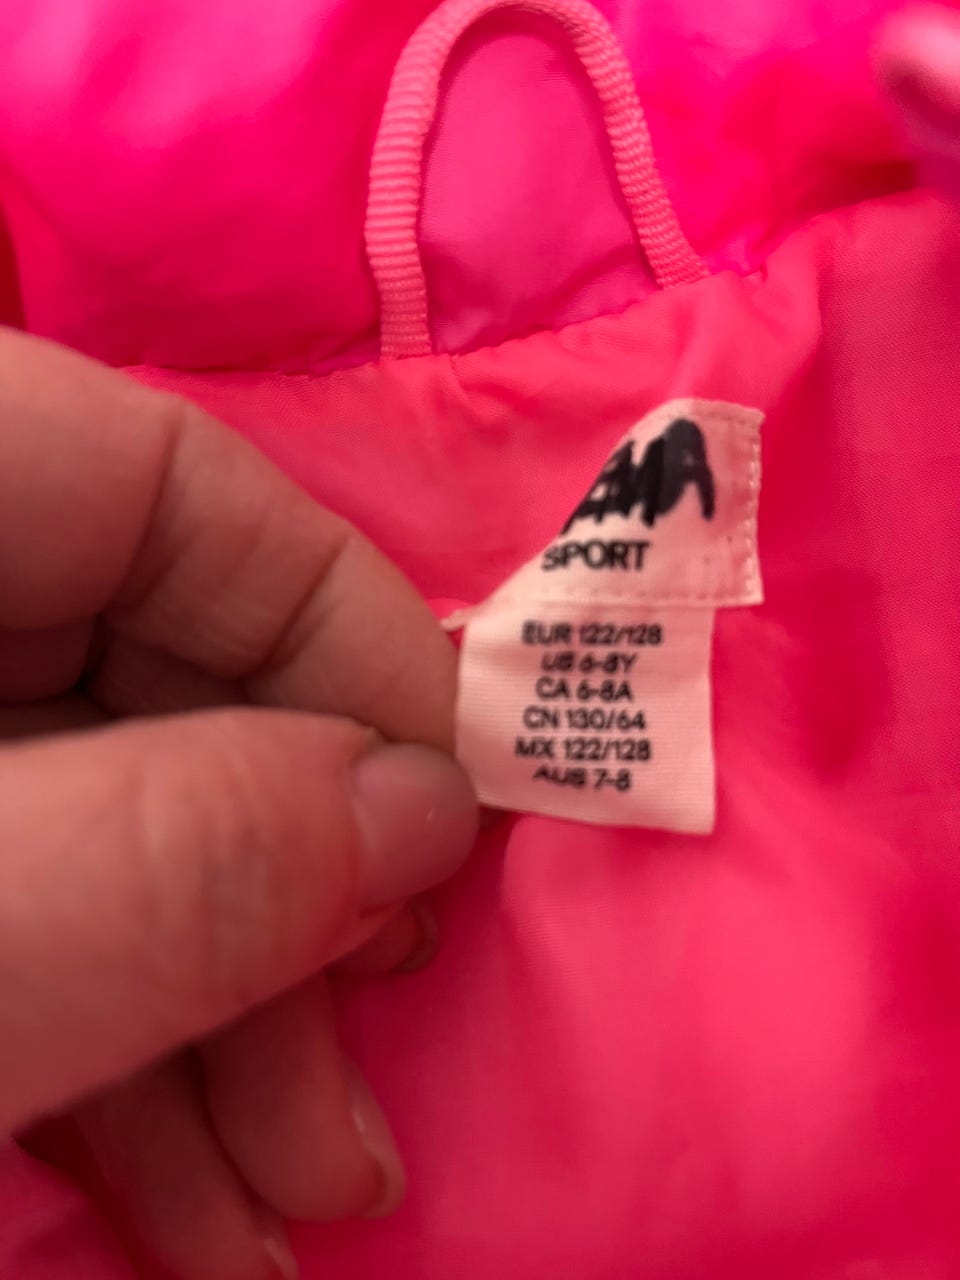 SPORT
EUR 122/128
US 6-8Y
CA 6-8A
CN 130/64
MX 122/128
AUS 7-8